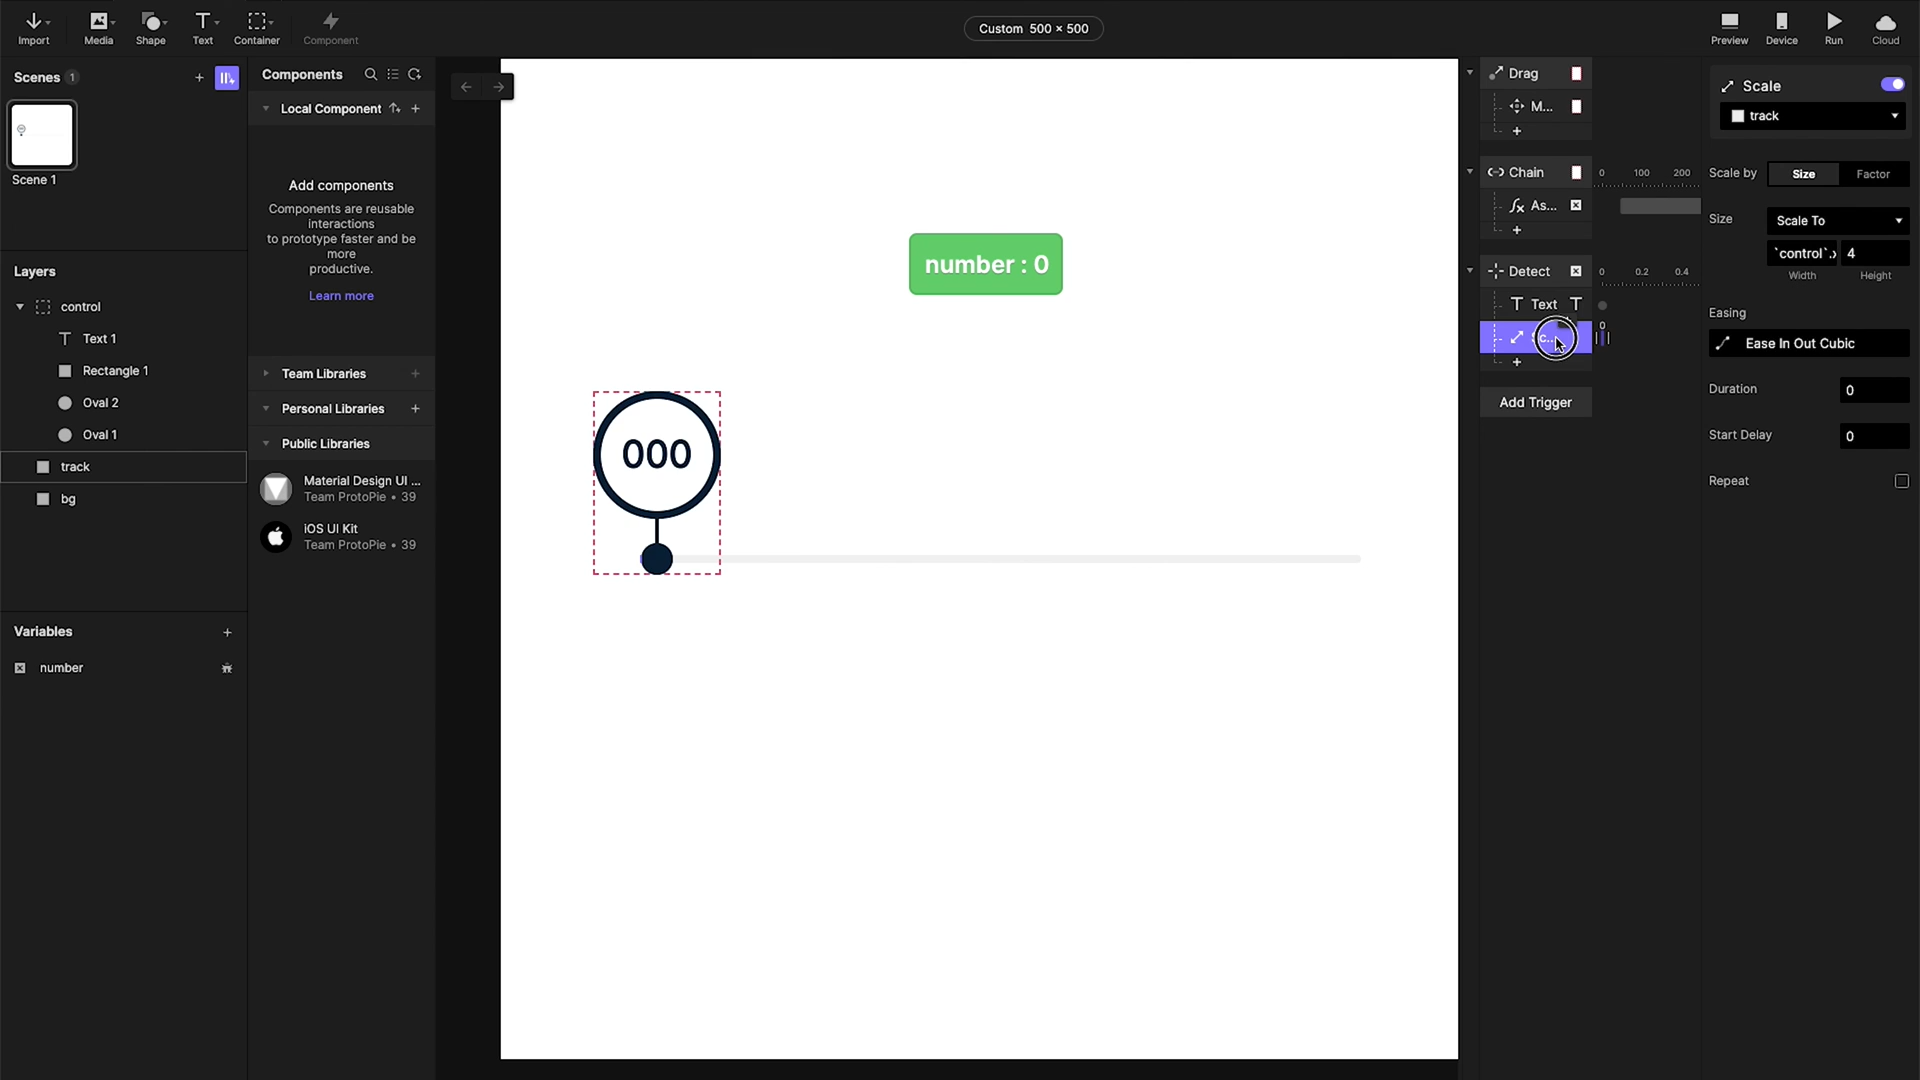 Import
Media
Shape
Text
Container
Component
Custom 500 × 500
Preview
Device
Run
Cloud
Scenes 1
Scene 1
Layers
control
Text 1
Rectangle 1
Oval 2
Oval 1
track
bg
Variables
number
Components
Local Component
Add components
Components are reusable
interactions
to prototype faster and be
more
productive.
Learn more
Team Libraries
Personal Libraries
Public Libraries
Material Design UI ...
Team ProtoPie • 39
iOS UI Kit
Team ProtoPie • 39
number : 0
000
Drag
M...
Chain
0 100 200
As...
Detect
0 0.2 0.4
Text T
0
Add Trigger
Scale
track
Scale by Size Factor
Size Scale To
`control`. 4
Width Height
Easing
Ease In Out Cubic
Duration 0
Start Delay 0
Repeat